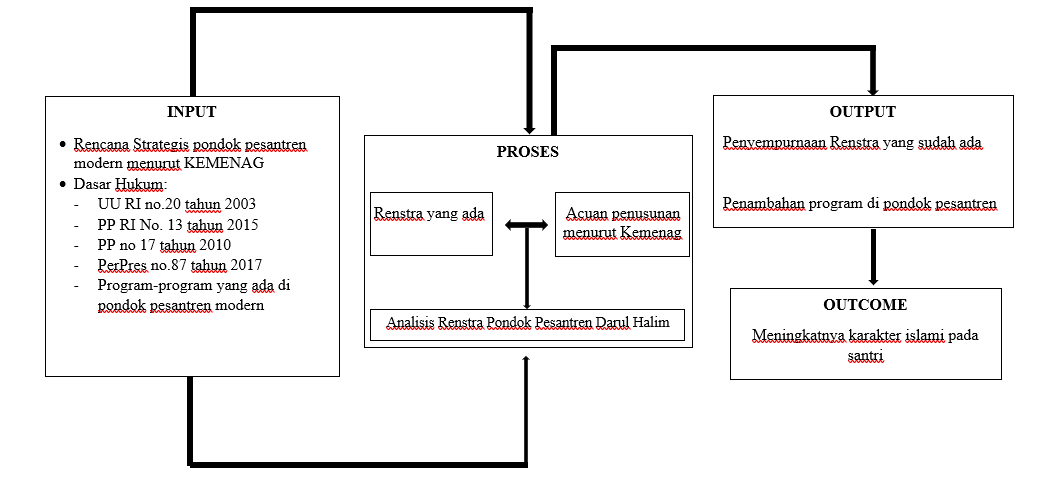 INPUT
• Rencana Strategis pondok pesantren
modern menurut KEMENAG
• Dasar Hukum:
- UU RI no.20 tahun 2003
- PP RI No. 13 tahun 2015
- PP no 17 tahun 2010
- PerPres no.87 tahun 2017
- Program-program yang ada di
pondok pesantren modern
PROSES
Renstra yang ada
Acuan penusunan
menurut Kemenag
Analisis Renstra Pondok Pesantren Darul Halim
OUTPUT
Penyempurnaan Renstra yang sudah ada
Penambahan program di pondok pesantren
OUTCOME
Meningkatnya karakter islami pada
santri